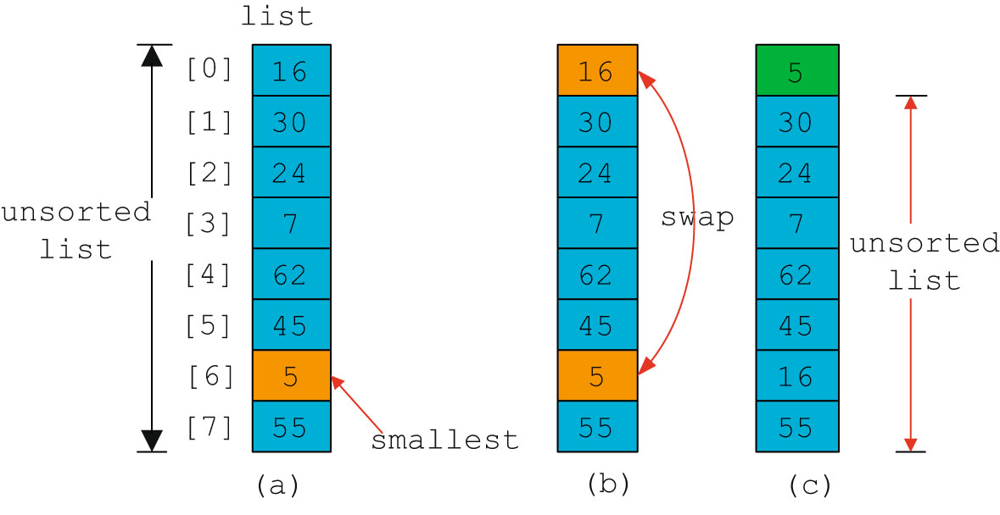 list
[0] 16 16 5
[1] 30 30 30
[2] 24 24 24
unsorted
list
[3] 7 7 7
swap
unsorted
list
[4] 62 62 62
[5] 45 45 45
[6] 5 5 16
[7] 55 55 55
smallest
(a) (b) (c)